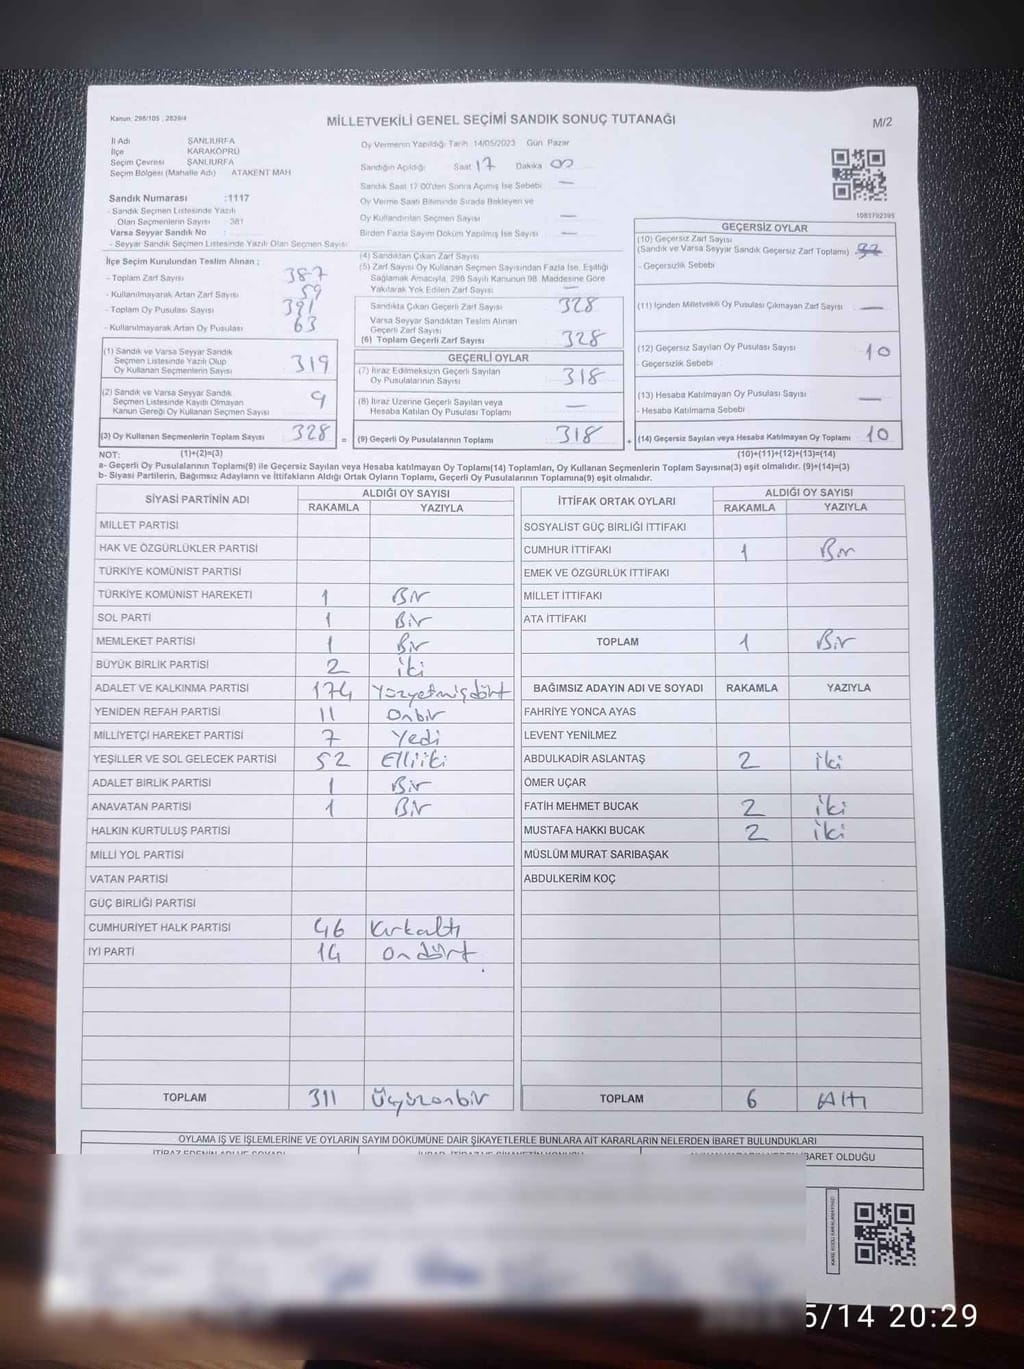 Kanun: 298/105 , 2839/4
MİLLETVEKİLİ GENEL SEÇİMİ SANDIK SONUÇ TUTANAĞI
M/2
İl Adı ŞANLIURFA
İlçe KARAKÖPRÜ
Seçim Çevresi ŞANLIURFA
Seçim Bölgesi (Mahalle Adı) ATAKENT MAH
Sandık Numarası :1117
- Sandık Seçmen Listesinde Yazılı
Olan Seçmenlerin Sayısı 381
Varsa Seyyar Sandık No
- Seyyar Sandık Seçmen Listesinde Yazılı Olan Seçmen Sayısı
Oy Vermenin Yapıldığı Tarih 14/05/2023 Gün Pazar
Sandığın Açıldığı Saat 17 Dakika 00
Sandık Saat 17:00'den Sonra Açılmış İse Sebebi —
Oy Verme Saati Bitiminde Sırada Bekleyen ve
Oy Kullandırılan Seçmen Sayısı —
Birden Fazla Sayım Döküm Yapılmış İse Sayısı —
1083792395
İlçe Seçim Kurulundan Teslim Alınan ;
- Toplam Zarf Sayısı 387
- Kullanılmayarak Artan Zarf Sayısı 59
- Toplam Oy Pusulası Sayısı 391
- Kullanılmayarak Artan Oy Pusulası 63
(1) Sandık ve Varsa Seyyar Sandık
Seçmen Listesinde Yazılı Olup
Oy Kullanan Seçmenlerin Sayısı 319
(2) Sandık ve Varsa Seyyar Sandık
Seçmen Listesinde Kayıtlı Olmayan
Kanun Gereği Oy Kullanan Seçmen Sayısı 9
(3) Oy Kullanan Seçmenlerin Toplam Sayısı 328 =
(4) Sandıktan Çıkan Zarf Sayısı
(5) Zarf Sayısı Oy Kullanan Seçmen Sayısından Fazla İse, Eşitliği
Sağlamak Amacıyla, 298 Sayılı Kanunun 98. Maddesine Göre
Yakılarak Yok Edilen Zarf Sayısı —
Sandıkta Çıkan Geçerli Zarf Sayısı 328
Varsa Seyyar Sandıktan Teslim Alınan
Geçerli Zarf Sayısı
(6) Toplam Geçerli Zarf Sayısı 328
GEÇERLİ OYLAR
(7) İtiraz Edilmeksizin Geçerli Sayılan
Oy Pusulalarının Sayısı 318
(8) İtiraz Üzerine Geçerli Sayılan veya
Hesaba Katılan Oy Pusulası Toplamı —
(9) Geçerli Oy Pusulalarının Toplamı 318 +
GEÇERSİZ OYLAR
(10) Geçersiz Zarf Sayısı
(Sandık ve Varsa Seyyar Sandık Geçersiz Zarf Toplamı)
- Geçersizlik Sebebi
(11) İçinden Milletvekili Oy Pusulası Çıkmayan Zarf Sayısı —
(12) Geçersiz Sayılan Oy Pusulası Sayısı 10
- Geçersizlik Sebebi
(13) Hesaba Katılmayan Oy Pusulası Sayısı —
- Hesaba Katılmama Sebebi
(14) Geçersiz Sayılan veya Hesaba Katılmayan Oy Toplamı 10
NOT: (1)+(2)=(3) (10)+(11)+(12)+(13)=(14)
a- Geçerli Oy Pusulalarının Toplamı(9) ile Geçersiz Sayılan veya Hesaba katılmayan Oy Toplamı(14) Toplamları, Oy Kullanan Seçmenlerin Toplam Sayısına(3) eşit olmalıdır. (9)+(14)=(3)
b- Siyasi Partilerin, Bağımsız Adayların ve İttifakların Aldığı Ortak Oyların Toplamı, Geçerli Oy Pusulalarının Toplamına(9) eşit olmalıdır.
SİYASİ PARTİNİN ADI ALDIĞI OY SAYISI
RAKAMLA YAZIYLA
MİLLET PARTİSİ
HAK VE ÖZGÜRLÜKLER PARTİSİ
TÜRKİYE KOMÜNİST PARTİSİ
TÜRKİYE KOMÜNİST HAREKETİ 1 Bir
SOL PARTİ 1 Bir
MEMLEKET PARTİSİ 1 Bir
BÜYÜK BİRLİK PARTİSİ 2 iki
ADALET VE KALKINMA PARTİSİ 174 Yüzyetmişdört
YENİDEN REFAH PARTİSİ 11 Onbir
MİLLİYETÇİ HAREKET PARTİSİ 7 Yedi
YEŞİLLER VE SOL GELECEK PARTİSİ 52 Elliiki
ADALET BİRLİK PARTİSİ 1 Bir
ANAVATAN PARTİSİ 1 Bir
HALKIN KURTULUŞ PARTİSİ
MİLLİ YOL PARTİSİ
VATAN PARTİSİ
GÜÇ BİRLİĞİ PARTİSİ
CUMHURİYET HALK PARTİSİ 46 Kırkaltı
İYİ PARTİ 14 On dört
TOPLAM 311 Üçyüzonbir
İTTİFAK ORTAK OYLARI ALDIĞI OY SAYISI
RAKAMLA YAZIYLA
SOSYALİST GÜÇ BİRLİĞİ İTTİFAKI
CUMHUR İTTİFAKI 1 Bir
EMEK VE ÖZGÜRLÜK İTTİFAKI
MİLLET İTTİFAKI
ATA İTTİFAKI
TOPLAM 1 Bir
BAĞIMSIZ ADAYIN ADI VE SOYADI RAKAMLA YAZIYLA
FAHRİYE YONCA AYAS
LEVENT YENİLMEZ
ABDULKADİR ASLANTAŞ 2 iki
ÖMER UÇAR
FATİH MEHMET BUCAK 2 iki
MUSTAFA HAKKI BUCAK 2 iki
MÜSLÜM MURAT SARIBAŞAK
ABDULKERİM KOÇ
TOPLAM 6 Altı
OYLAMA İŞ VE İŞLEMLERİNE VE OYLARIN SAYIM DÖKÜMÜNE DAİR ŞİKAYETLERLE BUNLARA AİT KARARLARIN NELERDEN İBARET BULUNDUKLARI
BARET OLDUĞU
5/14 20:29